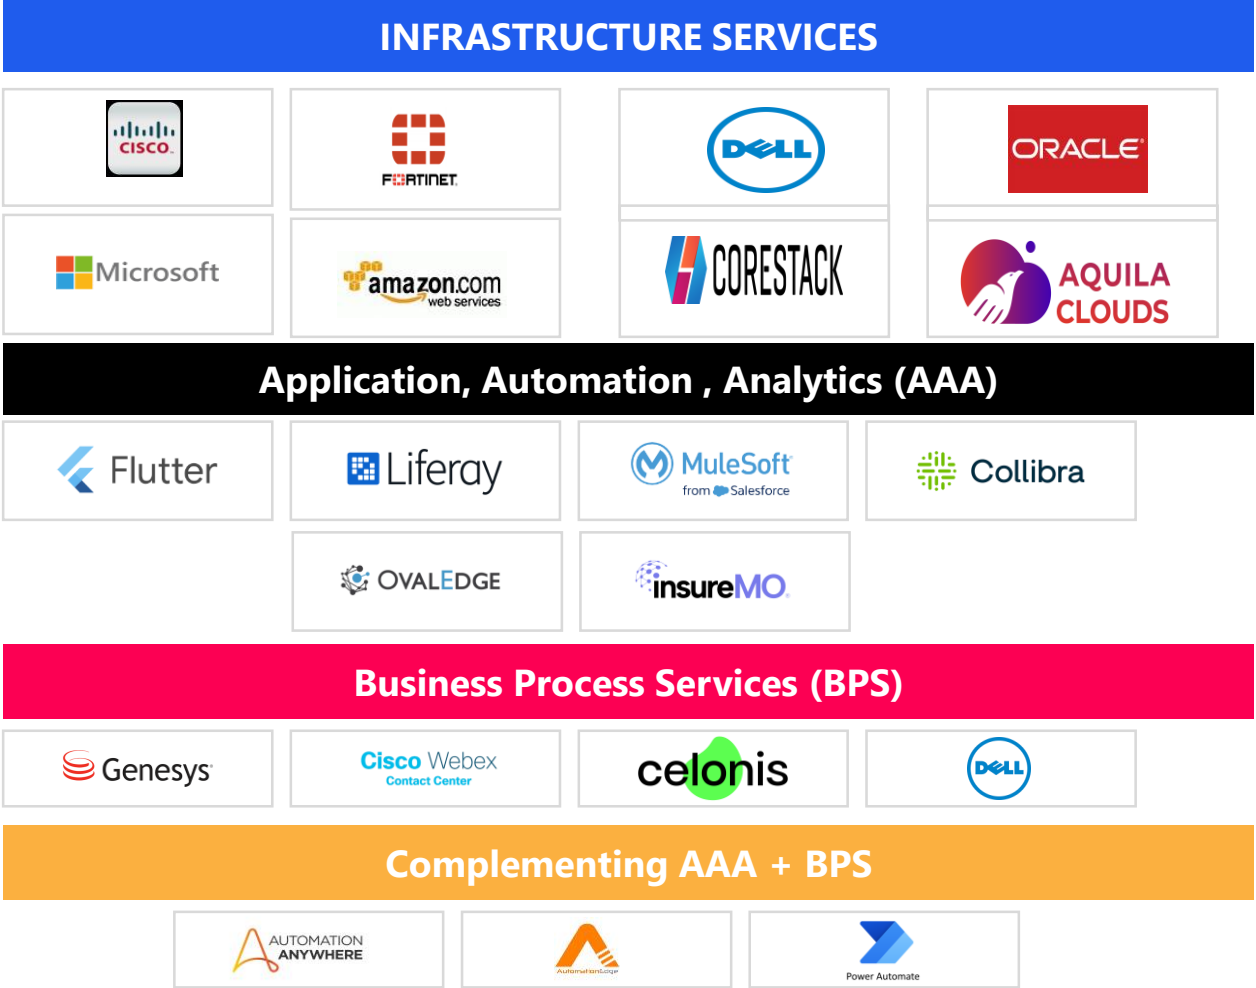 INFRASTRUCTURE SERVICES
CISCO
FORTINET
DELL
ORACLE
Microsoft
amazon.com
web services
CORESTACK
AQUILA
CLOUDS
Application, Automation , Analytics (AAA)
Flutter
Liferay
MuleSoft
from Salesforce
Collibra
OVALEDGE
insureMO
Business Process Services (BPS)
Genesys
Cisco Webex
Contact Center
celonis
DELL
Complementing AAA + BPS
AUTOMATION
ANYWHERE
AutomationEdge
Power Automate